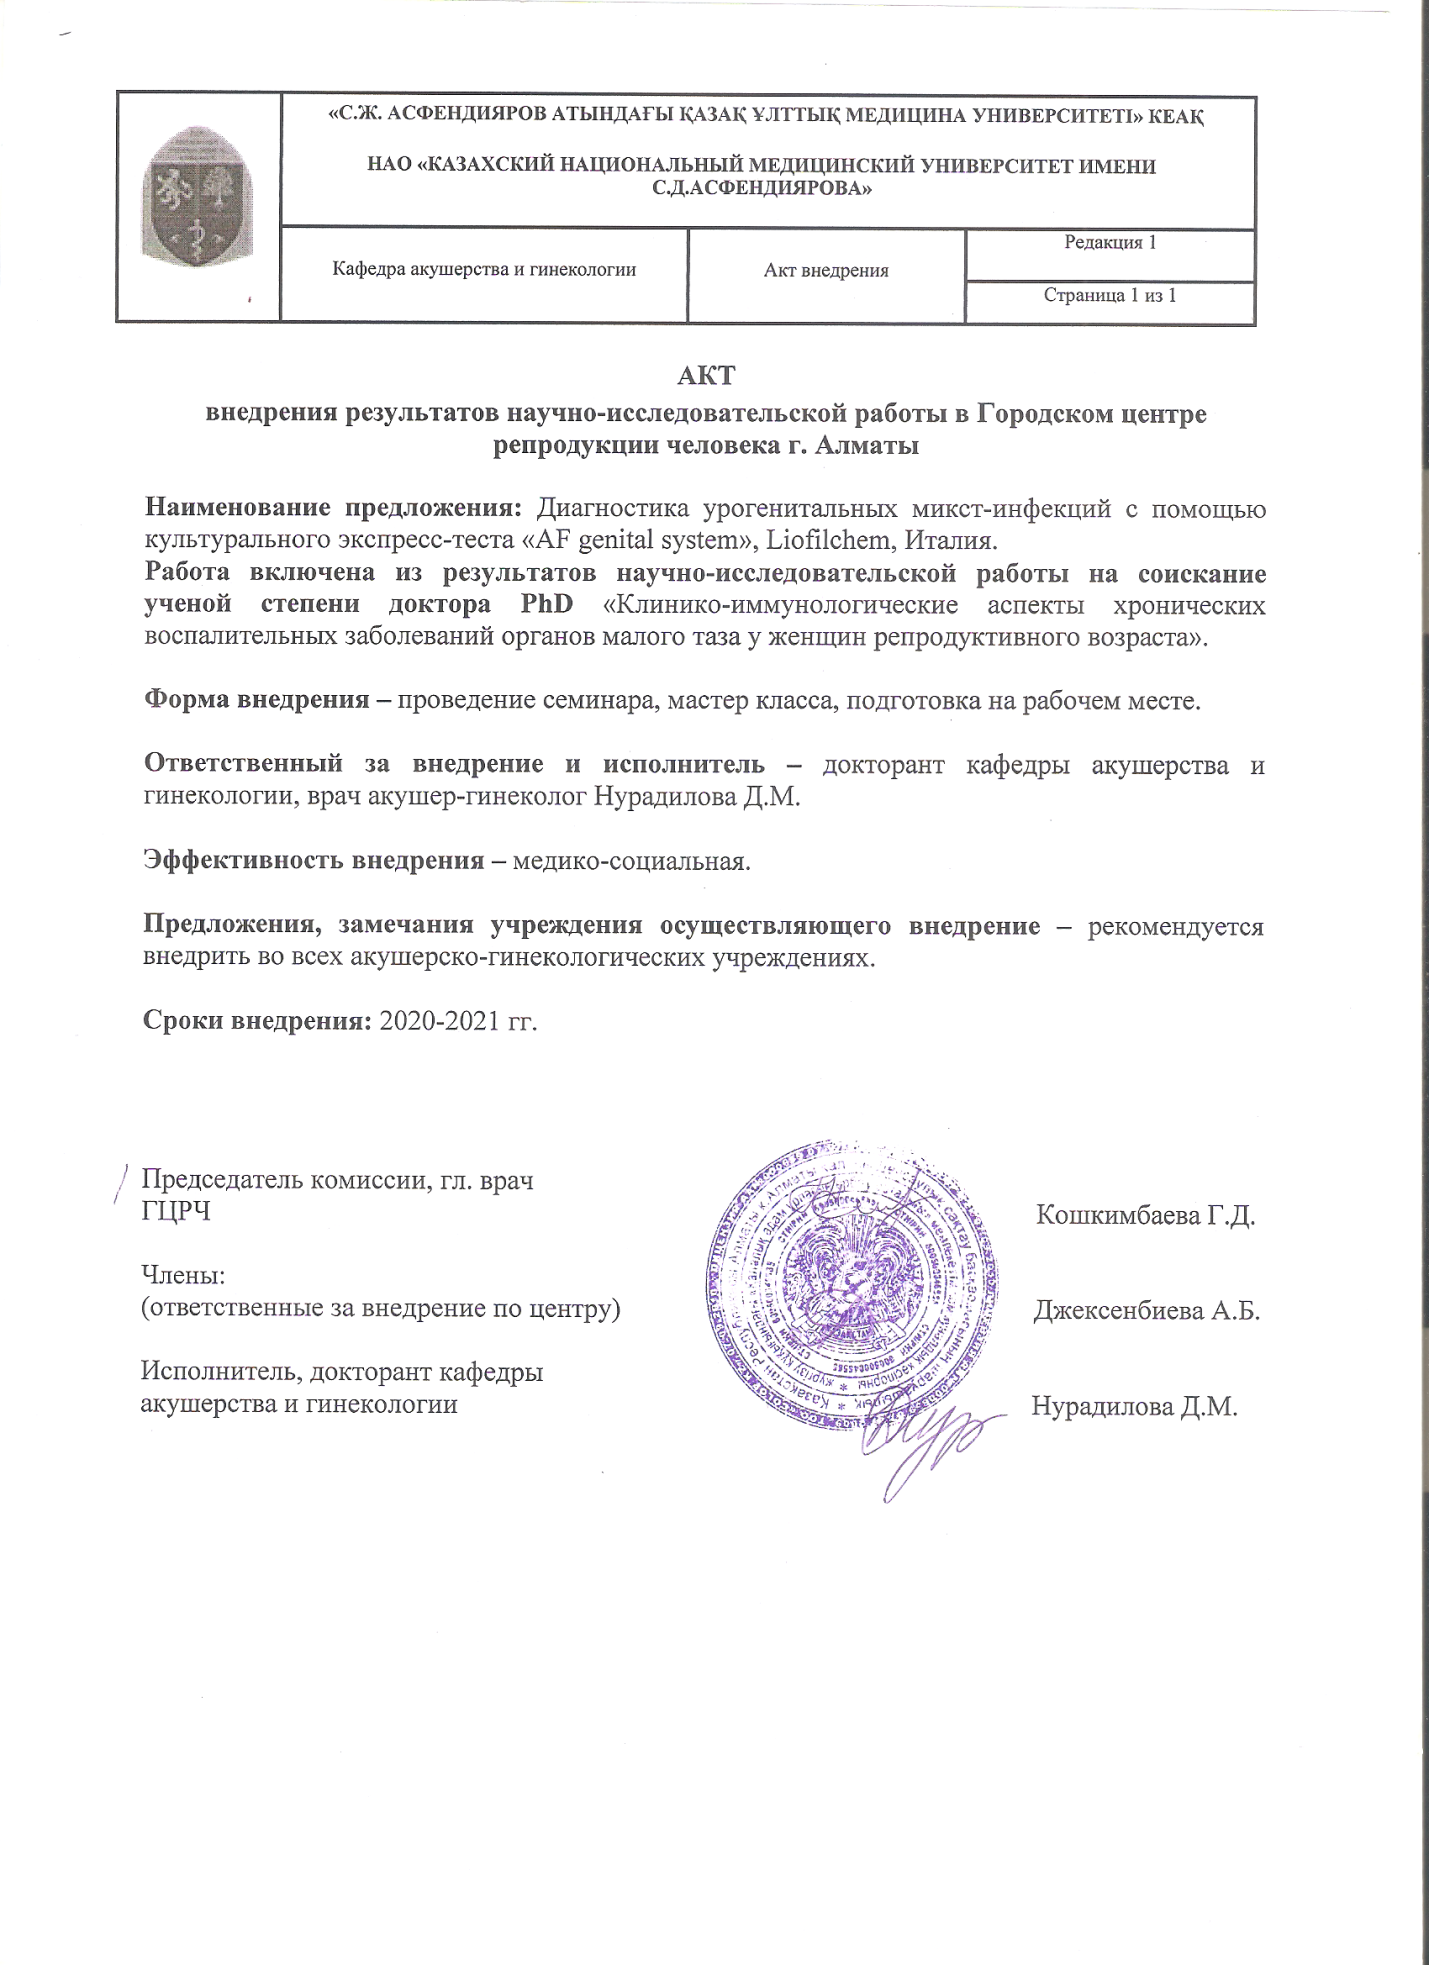 «С.Ж. АСФЕНДИЯРОВ АТЫНДАҒЫ ҚАЗАҚ ҰЛТТЫҚ МЕДИЦИНА УНИВЕРСИТЕТІ» КЕАҚ
НАО «КАЗАХСКИЙ НАЦИОНАЛЬНЫЙ МЕДИЦИНСКИЙ УНИВЕРСИТЕТ ИМЕНИ
С.Д.АСФЕНДИЯРОВА»
Кафедра акушерства и гинекологии
Акт внедрения
Редакция 1
Страница 1 из 1
АКТ
внедрения результатов научно-исследовательской работы в Городском центре
репродукции человека г. Алматы
Наименование предложения: Диагностика урогенитальных микст-инфекций с помощью
культурального экспресс-теста «AF genital system», Liofilchem, Италия.
Работа включена из результатов научно-исследовательской работы на соискание
ученой степени доктора PhD «Клинико-иммунологические аспекты хронических
воспалительных заболеваний органов малого таза у женщин репродуктивного возраста».
Форма внедрения – проведение семинара, мастер класса, подготовка на рабочем месте.
Ответственный за внедрение и исполнитель – докторант кафедры акушерства и
гинекологии, врач акушер-гинеколог Нурадилова Д.М.
Эффективность внедрения – медико-социальная.
Предложения, замечания учреждения осуществляющего внедрение – рекомендуется
внедрить во всех акушерско-гинекологических учреждениях.
Сроки внедрения: 2020-2021 гг.
Председатель комиссии, гл. врач
ГЦРЧ Кошкимбаева Г.Д.
Члены:
(ответственные за внедрение по центру) Джексенбиева А.Б.
Исполнитель, докторант кафедры
акушерства и гинекологии Нурадилова Д.М.